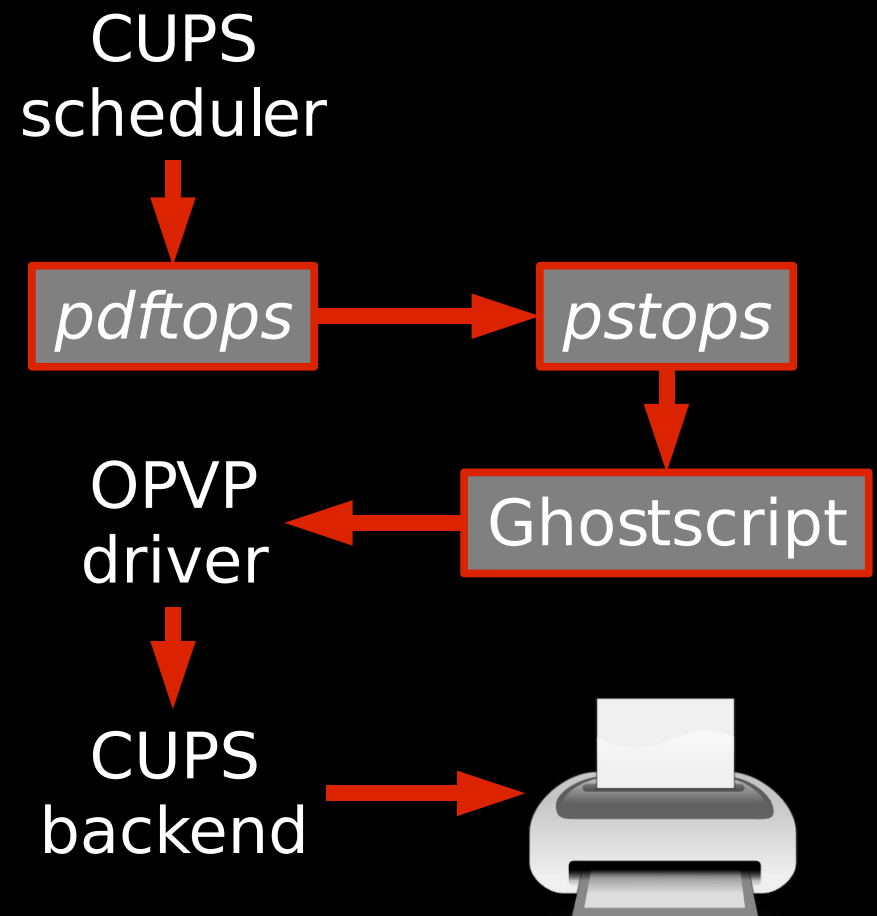 CUPS
scheduler
pdftops
pstops
Ghostscript
OPVP
driver
CUPS
backend